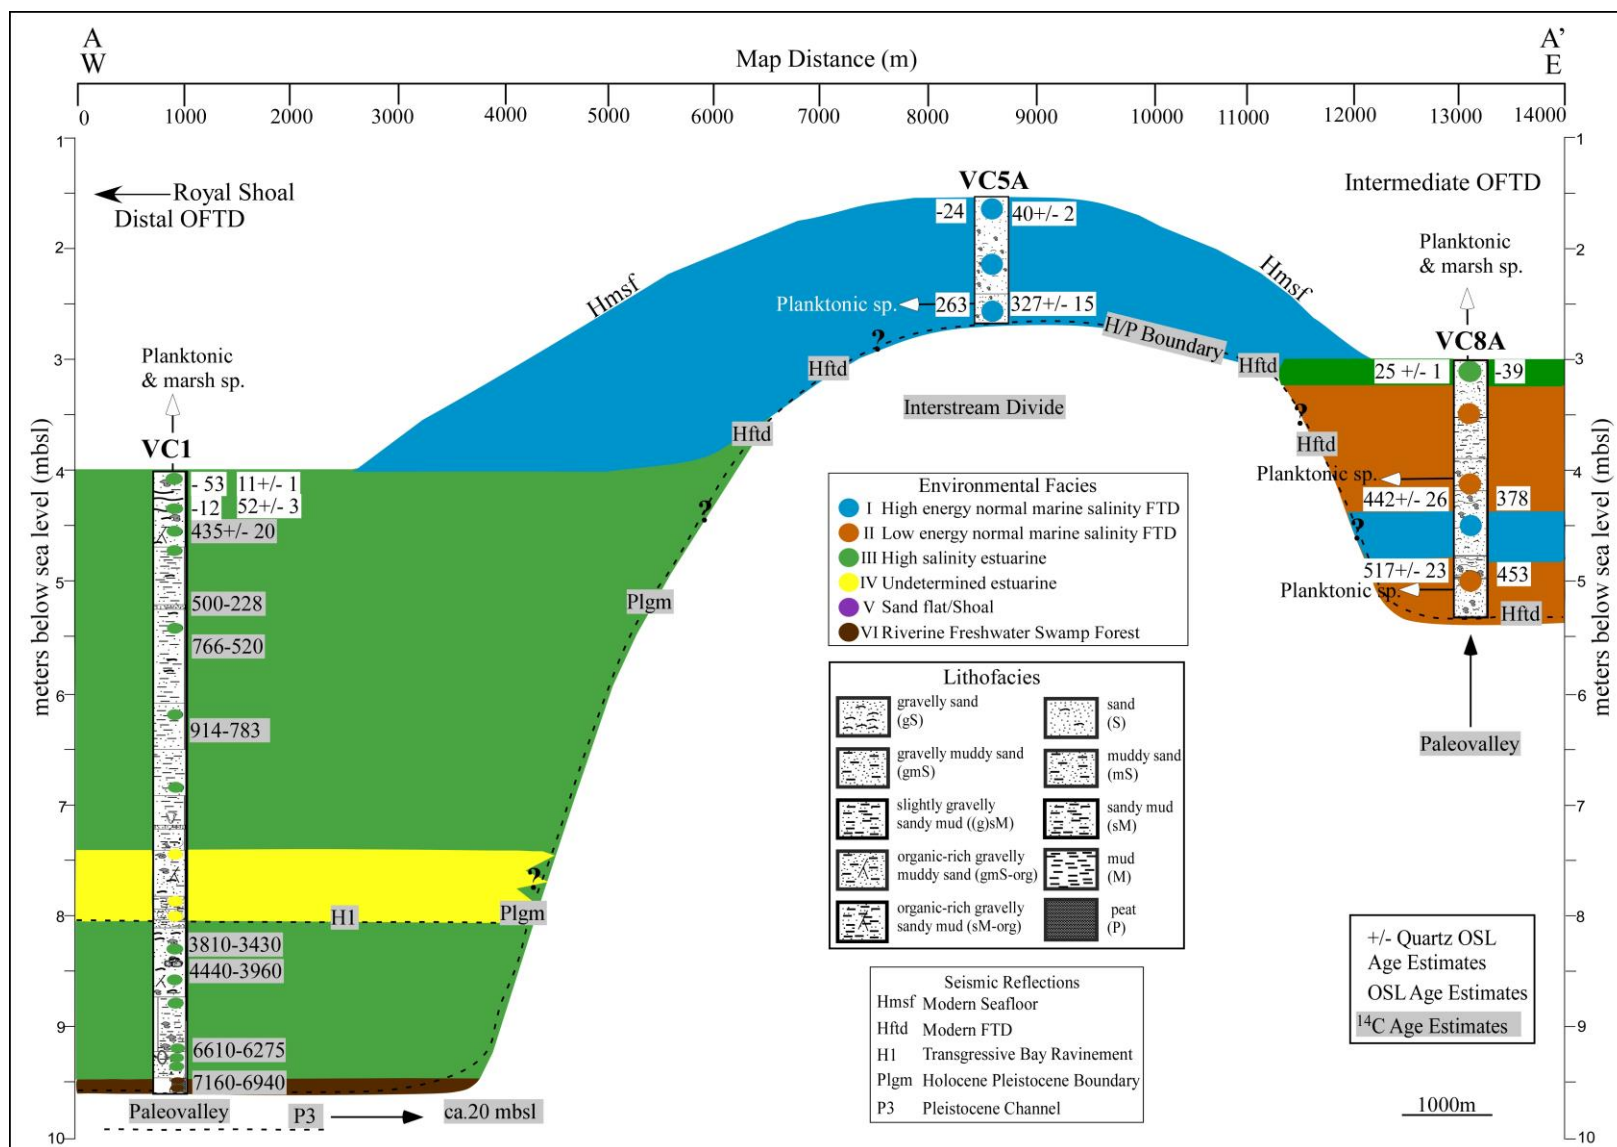 A
W
A'
E
Map Distance (m)
0 1000 2000 3000 4000 5000 6000 7000 8000 9000 10000 11000 12000 13000 14000
meters below sea level (mbsl)
1
2
3
4
5
6
7
8
9
10
Royal Shoal
Distal OFTD
Planktonic
& marsh sp.
VC1
- 53 11+/- 1
-12 52+/- 3
435+/- 20
500-228
766-520
914-783
3810-3430
4440-3960
6610-6275
7160-6940
Paleovalley
P3
ca.20 mbsl
H1
Plgm
?
Plgm
?
Hftd
Hmsf
Hftd
?
VC5A
-24 40+/- 2
Planktonic sp. 263 327+/- 15
H/P Boundary
Interstream Divide
Hmsf
Hftd
?
Hftd
Intermediate OFTD
Planktonic
& marsh sp.
VC8A
25 +/- 1 -39
Planktonic sp.
442+/- 26 378
?
517+/- 23 453
Planktonic sp.
Hftd
Paleovalley
meters below sea level (mbsl)
1
2
3
4
5
6
7
8
9
10
Environmental Facies
I High energy normal marine salinity FTD
II Low energy normal marine salinity FTD
III High salinity estuarine
IV Undetermined estuarine
V Sand flat/Shoal
VI Riverine Freshwater Swamp Forest
Lithofacies
gravelly sand
(gS)
sand
(S)
gravelly muddy sand
(gmS)
muddy sand
(mS)
slightly gravelly
sandy mud ((g)sM)
sandy mud
(sM)
organic-rich gravelly
muddy sand (gmS-org)
mud
(M)
organic-rich gravelly
sandy mud (sM-org)
peat
(P)
Seismic Reflections
Hmsf Modern Seafloor
Hftd Modern FTD
H1 Transgressive Bay Ravinement
Plgm Holocene Pleistocene Boundary
P3 Pleistocene Channel
+/- Quartz OSL
Age Estimates
OSL Age Estimates
14C Age Estimates
1000m